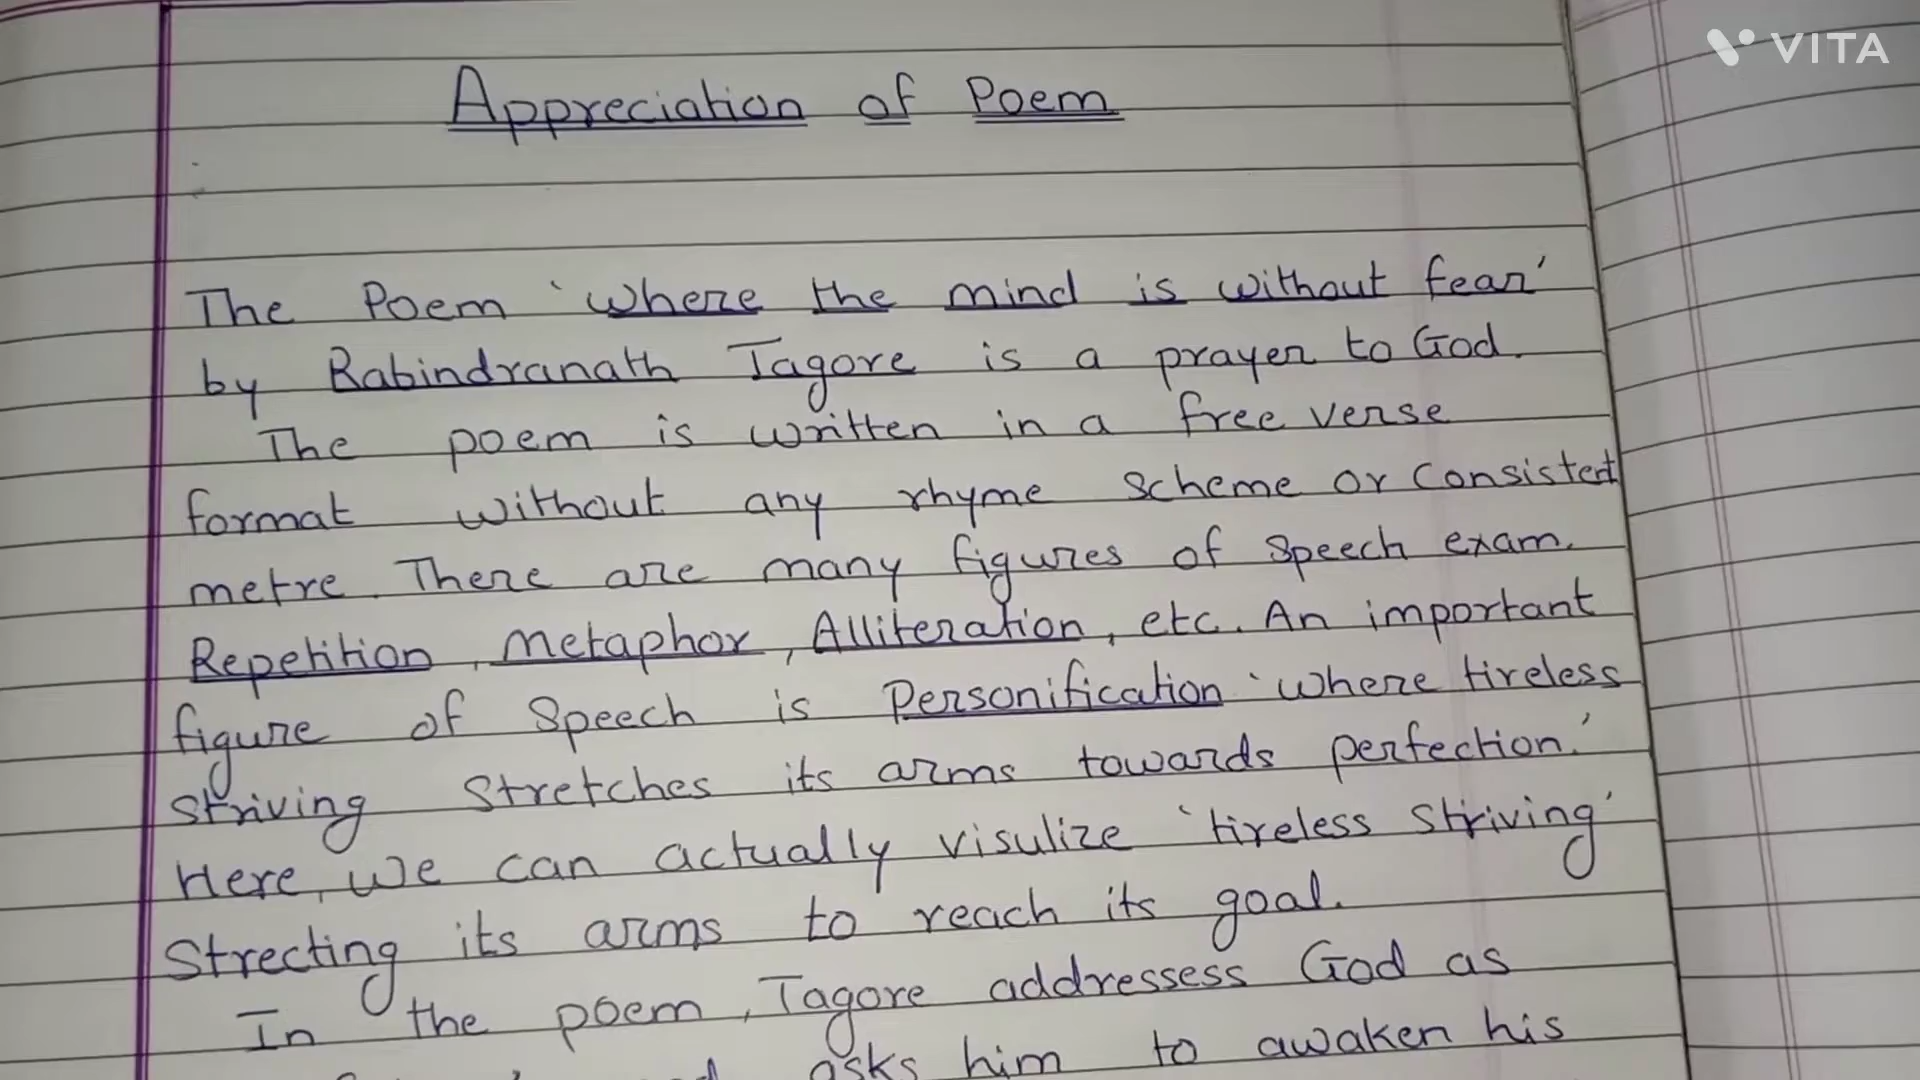 VITA
Appreciation of Poem
The Poem 'where the mind is without fear'
by Rabindranath Tagore is a prayer to God.
The poem is written in a free verse
format without any rhyme scheme or consistent
metre. There are many figures of speech exam.
Repetition, Metaphor, Alliteration, etc. An important
figure of speech is Personification 'where tireless
striving stretches its arms towards perfection.'
Here, we can actually visulize 'tireless striving'
Strecting its arms to reach its goal.
In the poem, Tagore addressess God as
asks him to awaken his